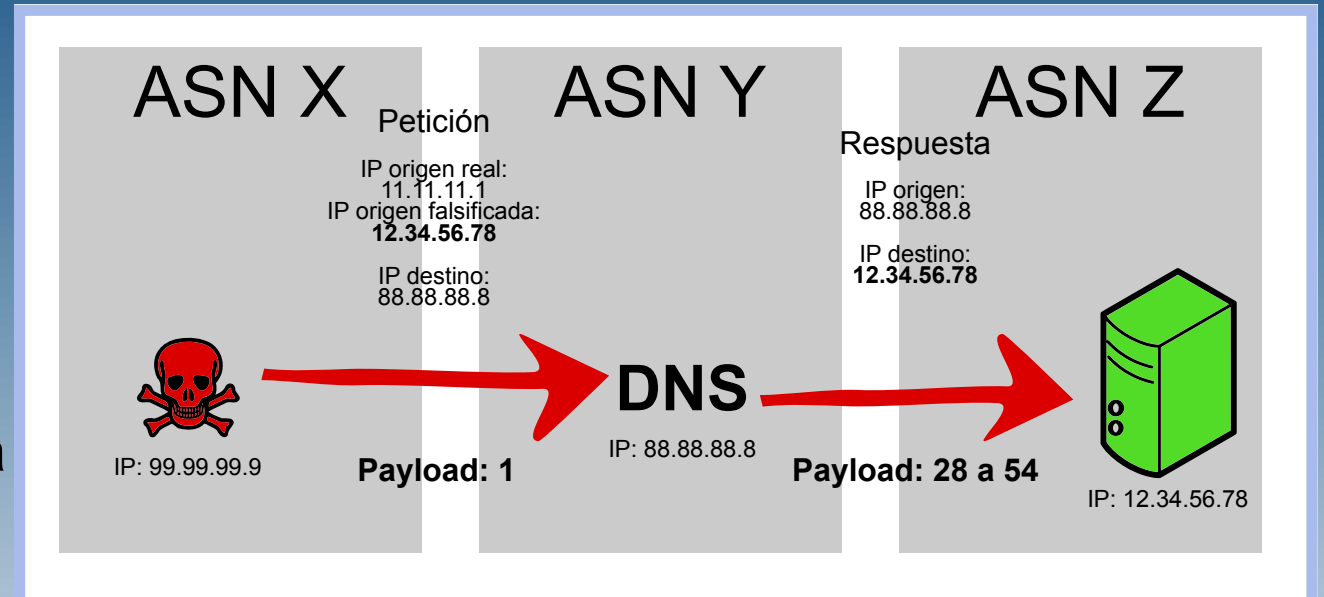 ASN X
ASN Y
ASN Z
Petición
IP origen real:
11.11.11.1
IP origen falsificada:
12.34.56.78
IP destino:
88.88.88.8
Respuesta
IP origen:
88.88.88.8
IP destino:
12.34.56.78
DNS
IP: 99.99.99.9
Payload: 1
IP: 88.88.88.8
Payload: 28 a 54
IP: 12.34.56.78